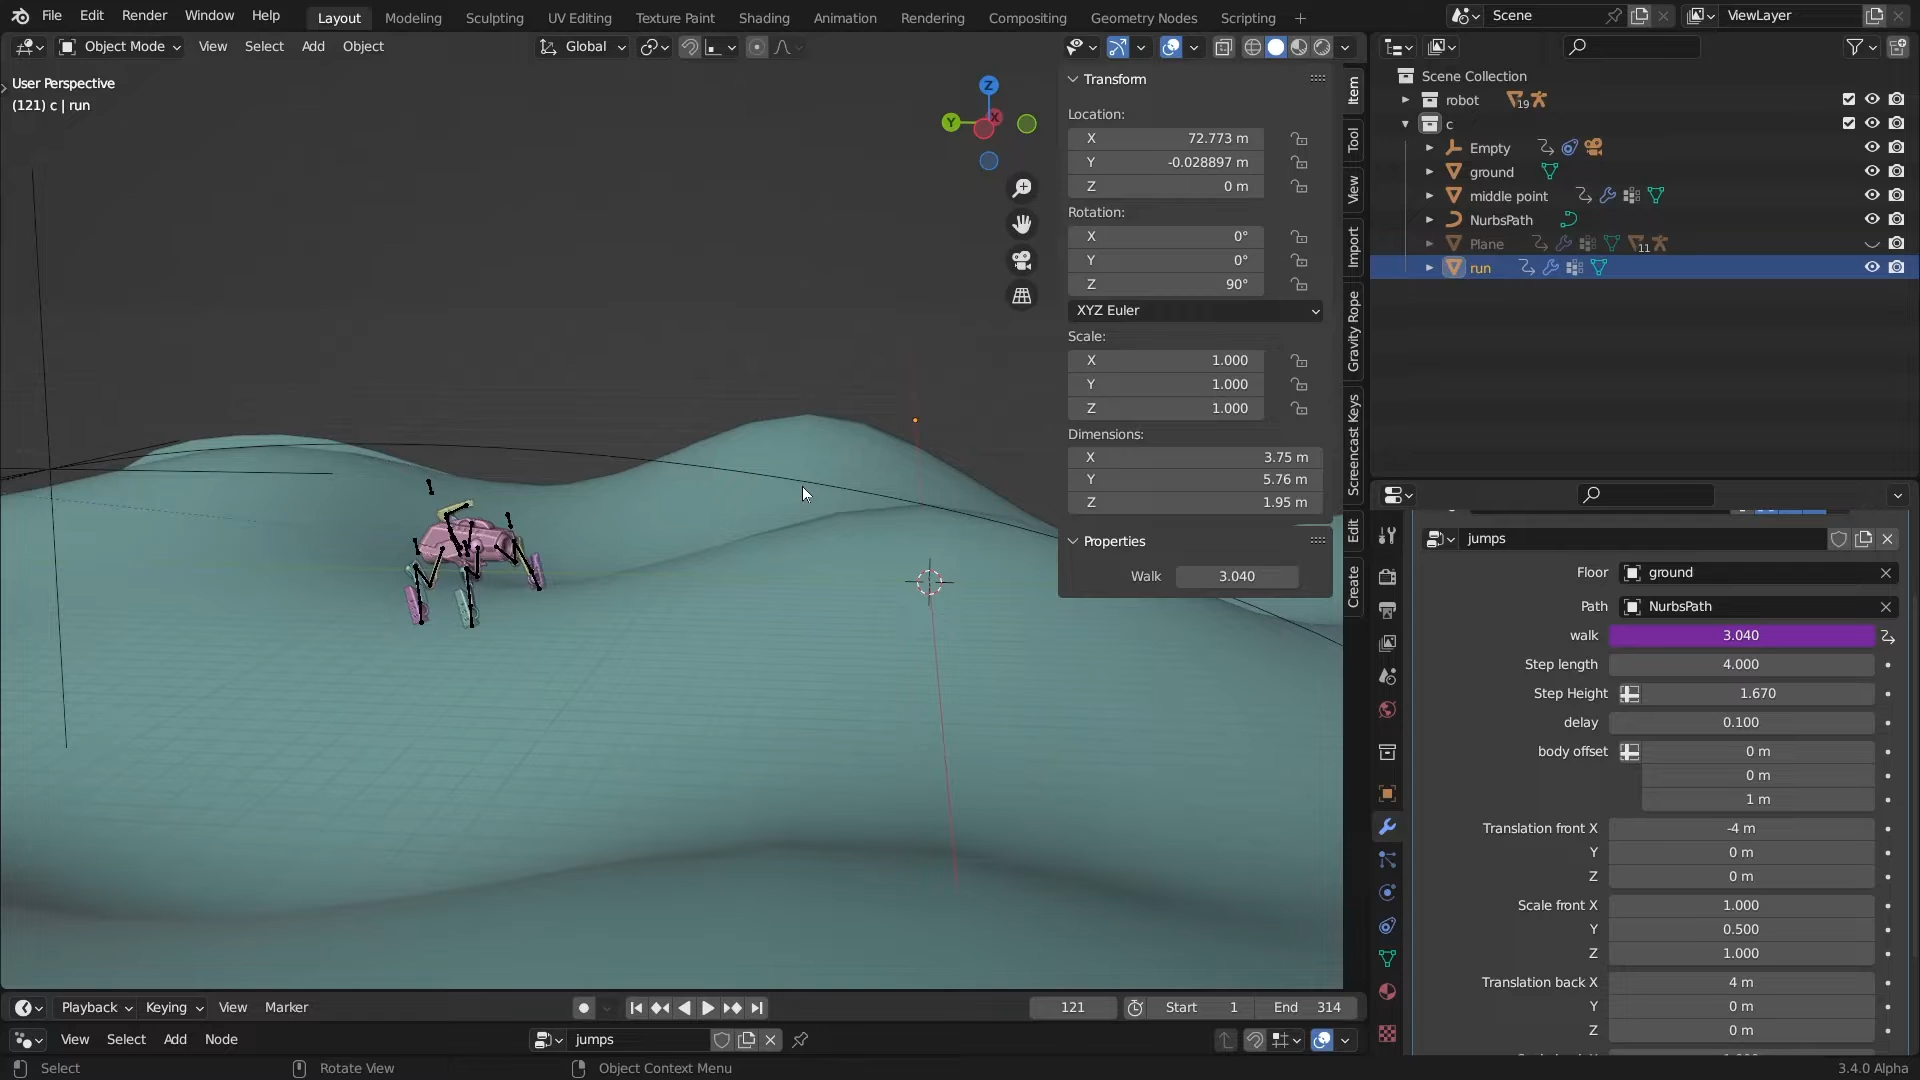 File Edit Render Window Help
Layout Modeling Sculpting UV Editing Texture Paint Shading Animation Rendering Compositing Geometry Nodes Scripting +
Scene
ViewLayer
Object Mode View Select Add Object
Global
User Perspective
(121) c | run
Z
Y
X
Transform
Location:
X 72.773 m
Y -0.028897 m
Z 0 m
Rotation:
X 0°
Y 0°
Z 90°
XYZ Euler
Scale:
X 1.000
Y 1.000
Z 1.000
Dimensions:
X 3.75 m
Y 5.76 m
Z 1.95 m
Properties
Walk 3.040
Item
Tool
View
Import
Gravity Rope
Screencast Keys
Edit
Create
Scene Collection
robot 19
c
Empty
ground
middle point
NurbsPath
Plane 11
run
jumps
Floor ground
Path NurbsPath
walk 3.040
Step length 4.000
Step Height 1.670
delay 0.100
body offset 0 m
0 m
1 m
Translation front X -4 m
Y 0 m
Z 0 m
Scale front X 1.000
Y 0.500
Z 1.000
Translation back X 4 m
Y 0 m
Z 0 m
Playback Keying View Marker
121 Start 1 End 314
View Select Add Node
jumps
Select Rotate View Object Context Menu
3.4.0 Alpha